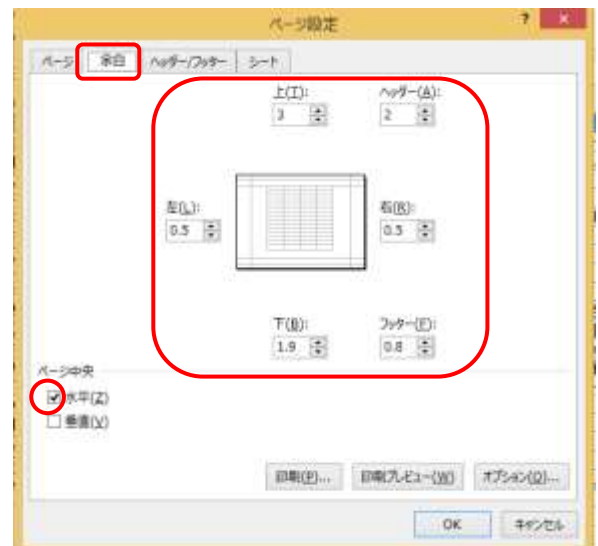 ページ設定
?
ページ 余白 ヘッダー/フッター シート
上(T): ヘッダー(A):
3 2
左(L): 右(R):
0.5 0.5
下(B): フッター(F):
1.9 0.8
ページ中央
水平(Z)
垂直(V)
印刷(P)... 印刷プレビュー(W) オプション(O)...
OK キャンセル